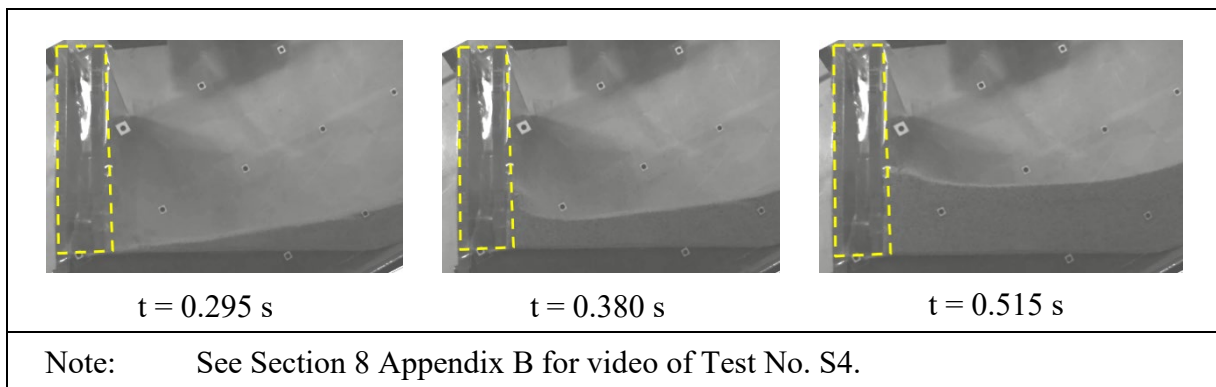 t = 0.295 s
t = 0.380 s
t = 0.515 s
Note: See Section 8 Appendix B for video of Test No. S4.